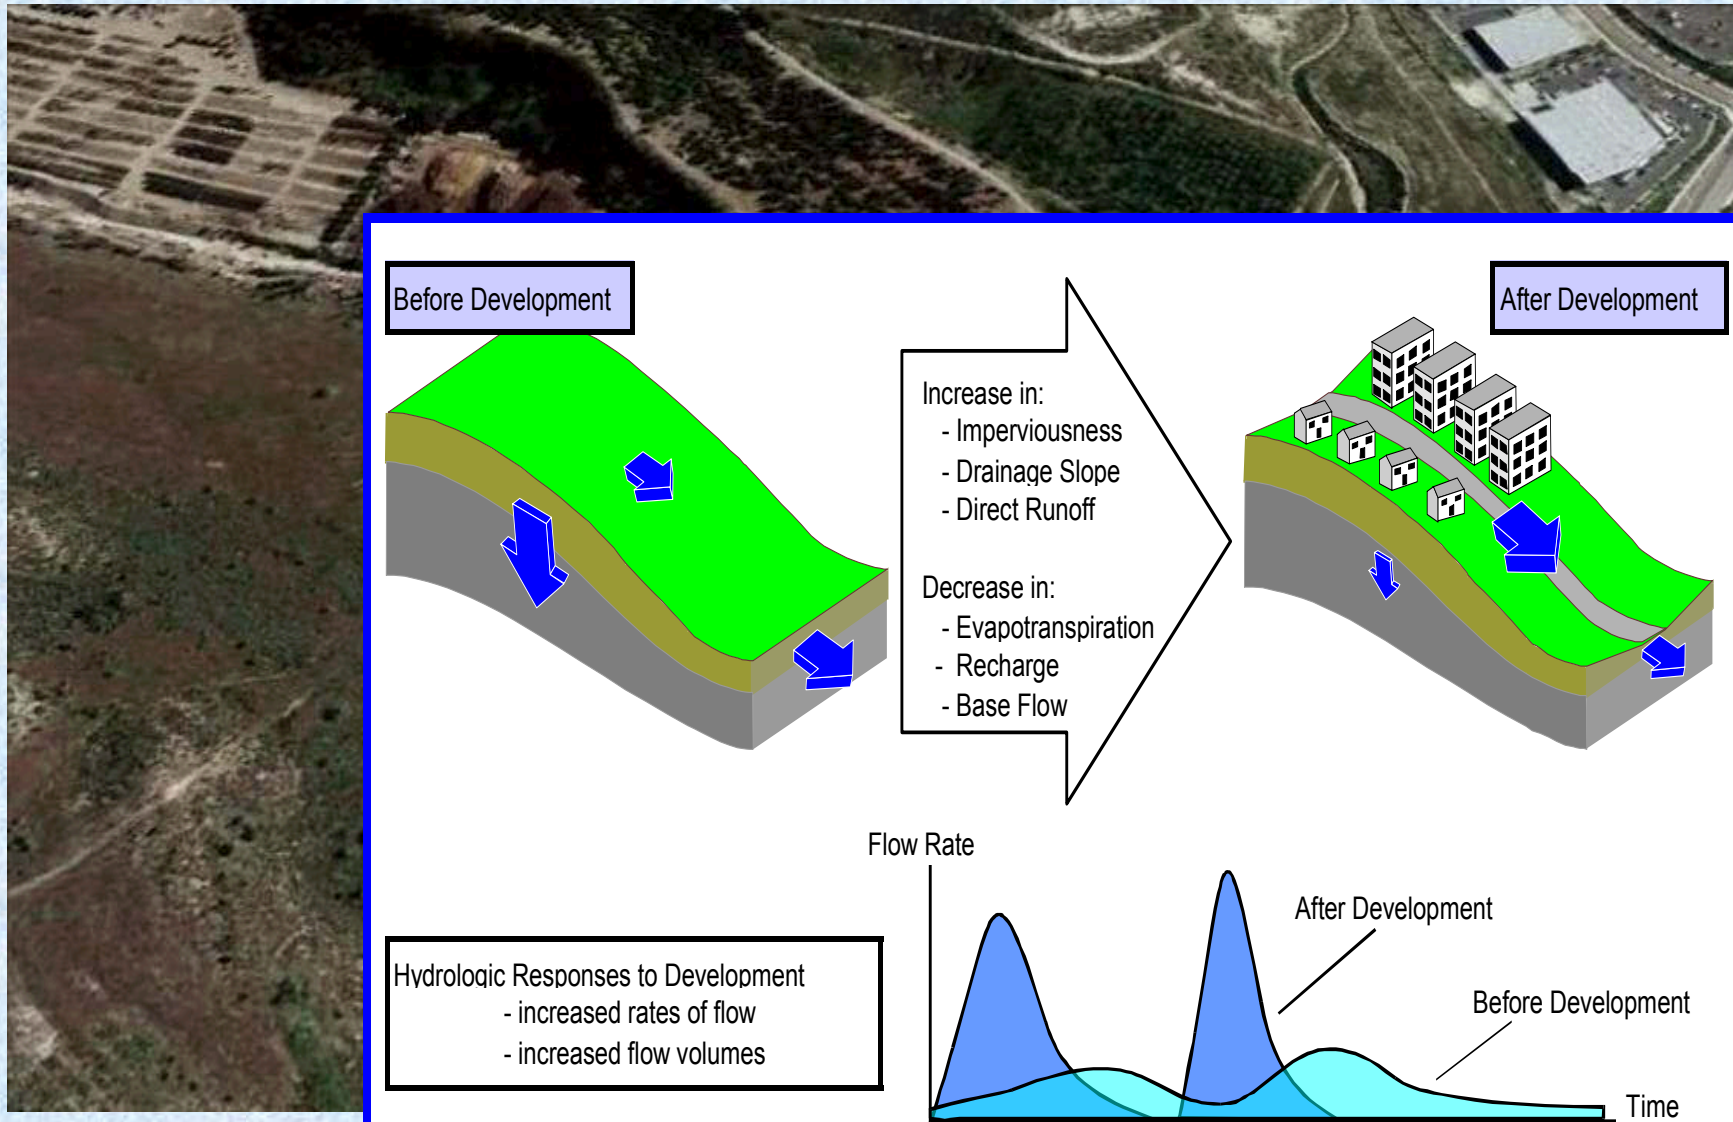 Before Development
After Development
Increase in:
- Imperviousness
- Drainage Slope
- Direct Runoff
Decrease in:
- Evapotranspiration
- Recharge
- Base Flow
Flow Rate
After Development
Before Development
Time
Hydrologic Responses to Development
- increased rates of flow
- increased flow volumes